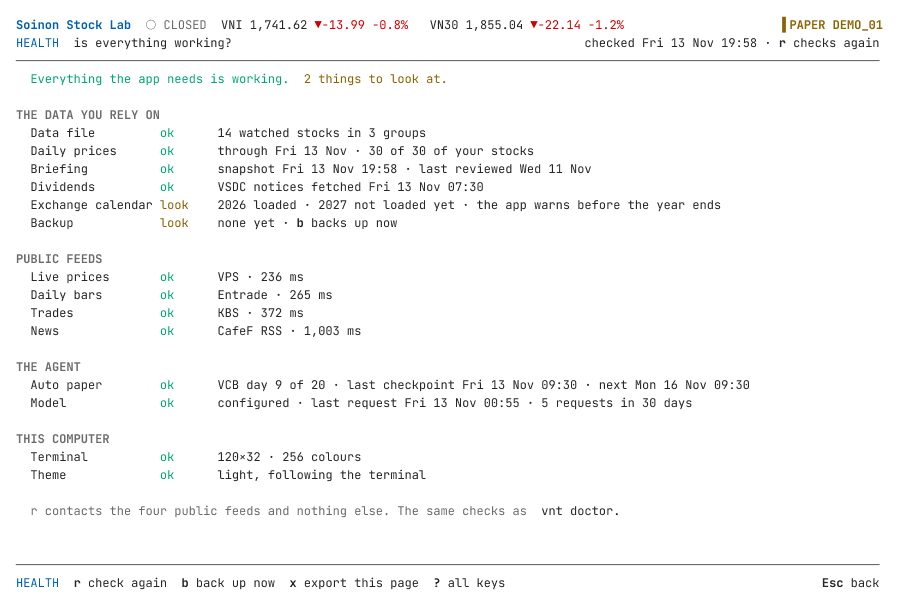 Soinon Stock Lab ○ CLOSED VNI 1,741.62 ▼-13.99 -0.8% VN30 1,855.04 ▼-22.14 -1.2% PAPER DEMO_01
HEALTH is everything working? checked Fri 13 Nov 19:58 · r checks again
Everything the app needs is working. 2 things to look at.
THE DATA YOU RELY ON
Data file ok 14 watched stocks in 3 groups
Daily prices ok through Fri 13 Nov · 30 of 30 of your stocks
Briefing ok snapshot Fri 13 Nov 19:58 · last reviewed Wed 11 Nov
Dividends ok VSDC notices fetched Fri 13 Nov 07:30
Exchange calendar look 2026 loaded · 2027 not loaded yet · the app warns before the year ends
Backup look none yet · b backs up now
PUBLIC FEEDS
Live prices ok VPS · 236 ms
Daily bars ok Entrade · 265 ms
Trades ok KBS · 372 ms
News ok CafeF RSS · 1,003 ms
THE AGENT
Auto paper ok VCB day 9 of 20 · last checkpoint Fri 13 Nov 09:30 · next Mon 16 Nov 09:30
Model ok configured · last request Fri 13 Nov 00:55 · 5 requests in 30 days
THIS COMPUTER
Terminal ok 120×32 · 256 colours
Theme ok light, following the terminal
r contacts the four public feeds and nothing else. The same checks as vnt doctor.
HEALTH r check again b back up now x export this page ? all keys Esc back